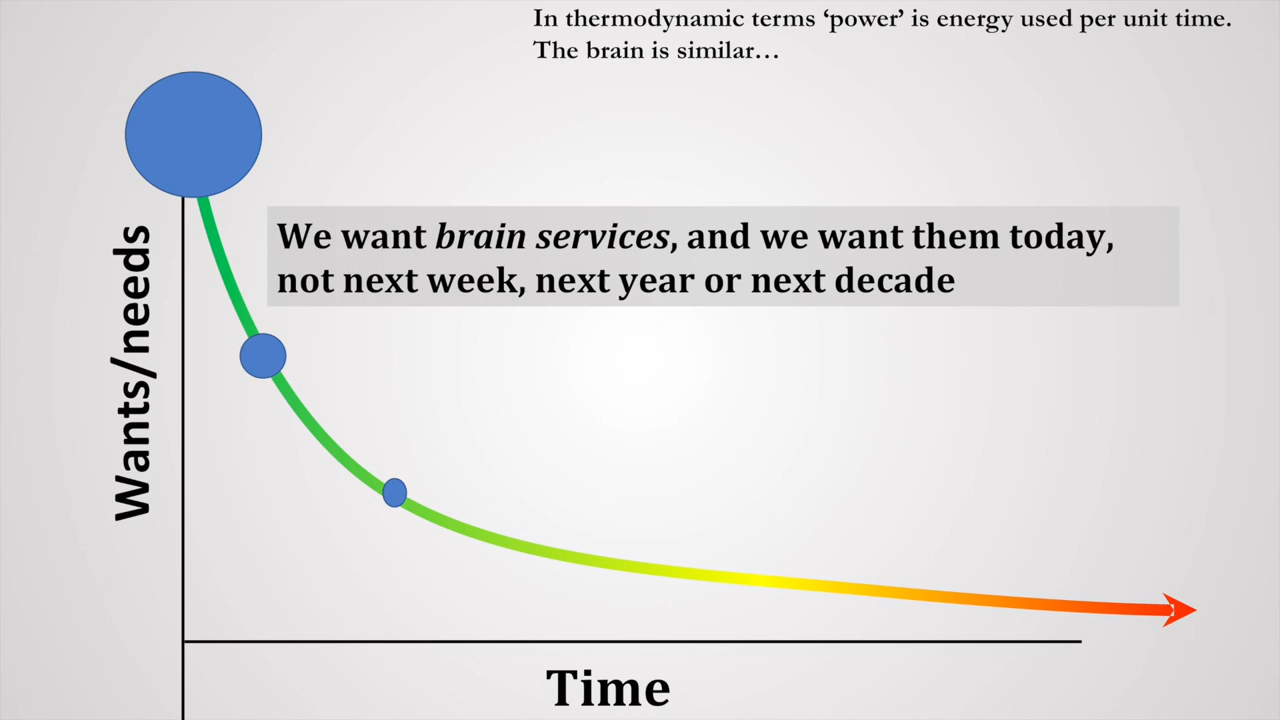 In thermodynamic terms ‘power’ is energy used per unit time.
The brain is similar…
We want brain services, and we want them today,
not next week, next year or next decade
Wants/needs
Time